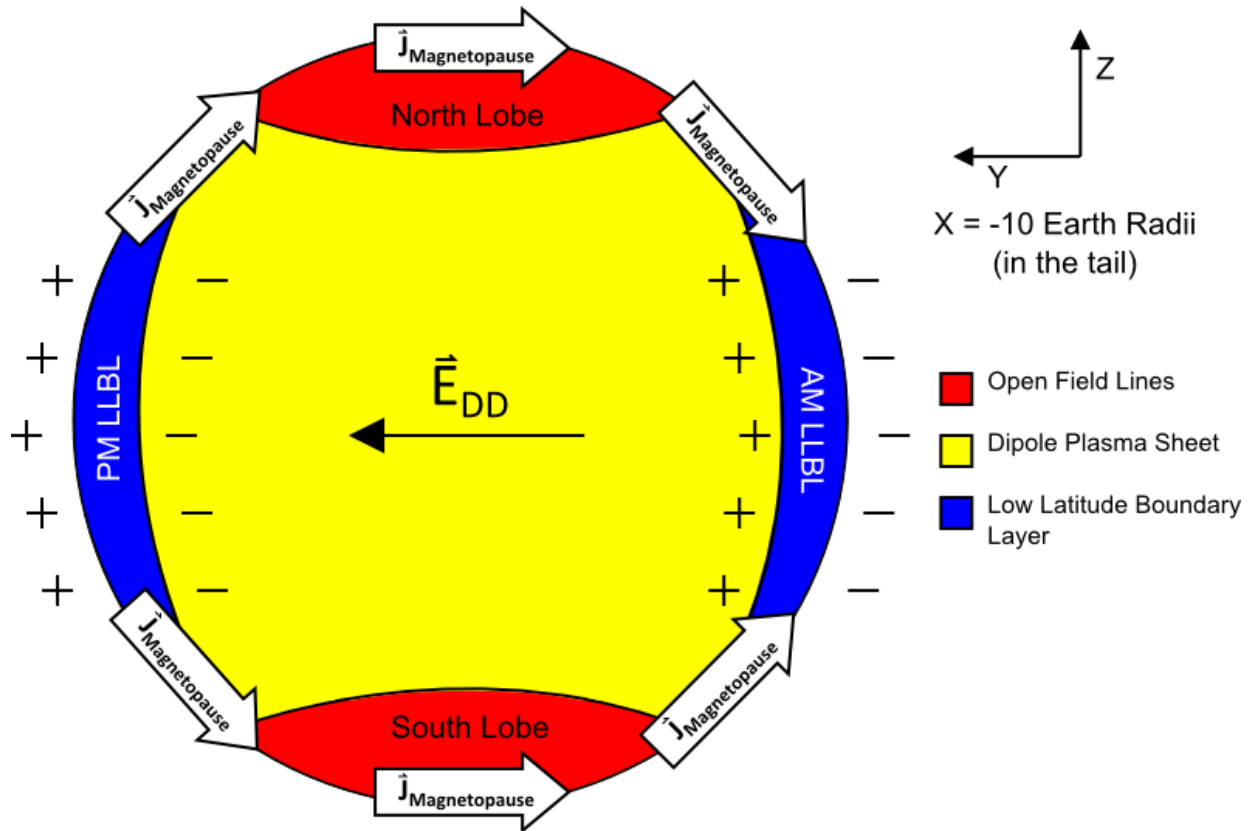 J⃗Magnetopause
North Lobe
J⃗Magnetopause
J⃗Magnetopause
Z
Y
X = -10 Earth Radii
(in the tail)
+ − + −
+ − + −
+ − + −
+ − + −
+ − + −
PM LLBL
E⃗DD
AM LLBL
Open Field Lines
Dipole Plasma Sheet
Low Latitude Boundary
Layer
J⃗Magnetopause
South Lobe
J⃗Magnetopause
J⃗Magnetopause